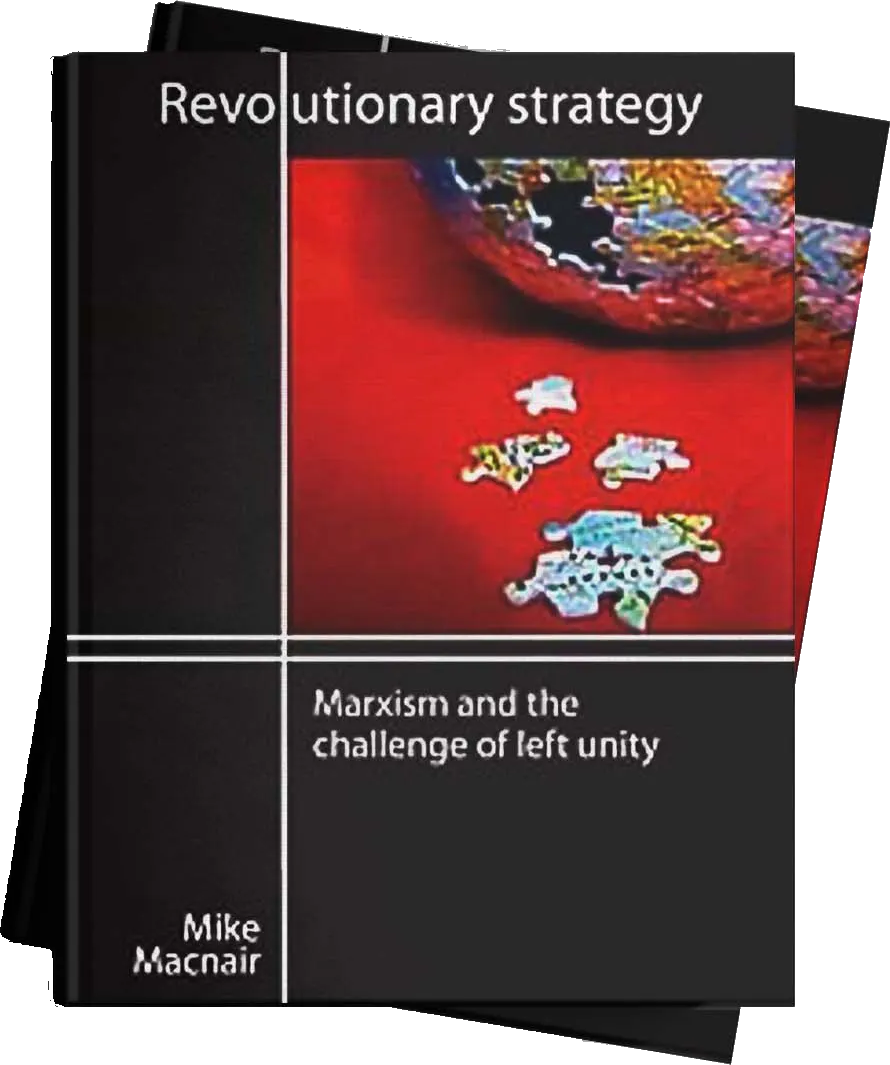 Revolutionary strategy
Marxism and the
challenge of left unity
Mike
Macnair